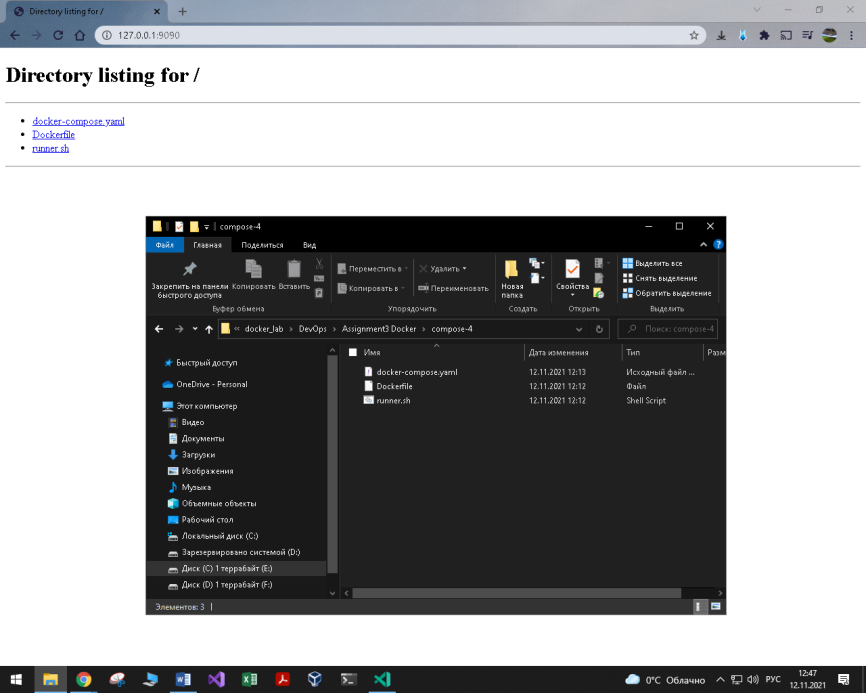 Directory listing for /
127.0.0.1:9090
Directory listing for /
docker-compose.yaml
Dockerfile
runner.sh
compose-4
Файл Главная Поделиться Вид
Закрепить на панели быстрого доступа
Копировать
Вставить
Переместить в
Копировать в
Удалить
Переименовать
Новая папка
Свойства
Выделить все
Снять выделение
Обратить выделение
Буфер обмена Упорядочить Создать Открыть Выделить
« docker_lab › DevOps › Assignment3 Docker › compose-4
Поиск: compose-4
Быстрый доступ
OneDrive - Personal
Этот компьютер
Видео
Документы
Загрузки
Изображения
Музыка
Объемные объекты
Рабочий стол
Локальный диск (C:)
Зарезервировано системой (D:)
Диск (C) 1 террабайт (E:)
Диск (D) 1 террабайт (F:)
Имя Дата изменения Тип Разм
docker-compose.yaml 12.11.2021 12:13 Исходный файл ...
Dockerfile 12.11.2021 12:12 Файл
runner.sh 12.11.2021 12:12 Shell Script
Элементов: 3
0°C Облачно
РУС
12:47
12.11.2021